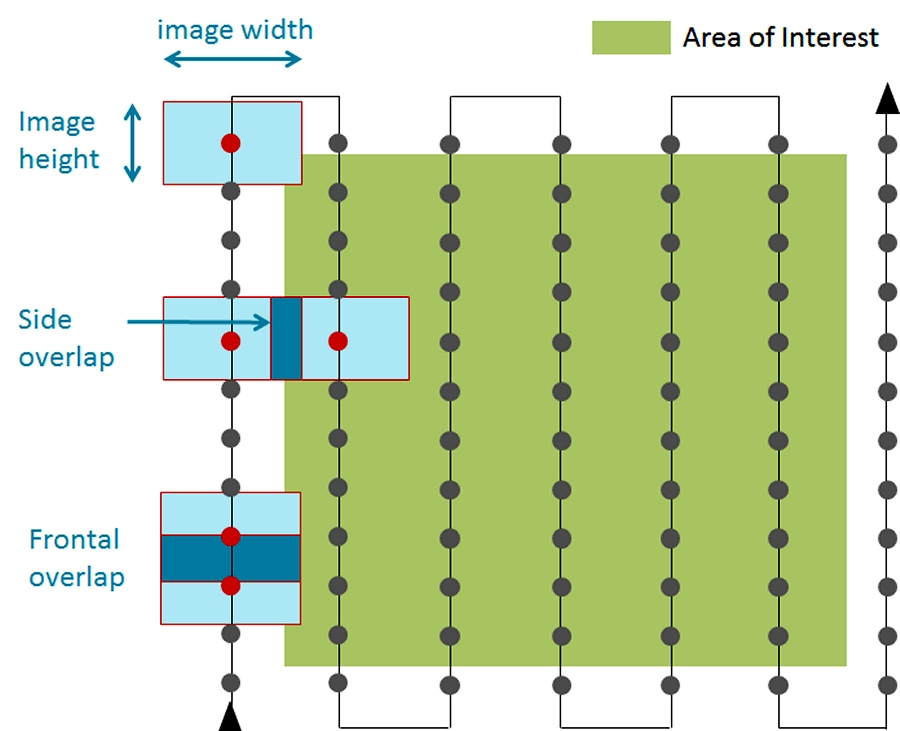 image width
Area of Interest
Image
height
Side
overlap
Frontal
overlap